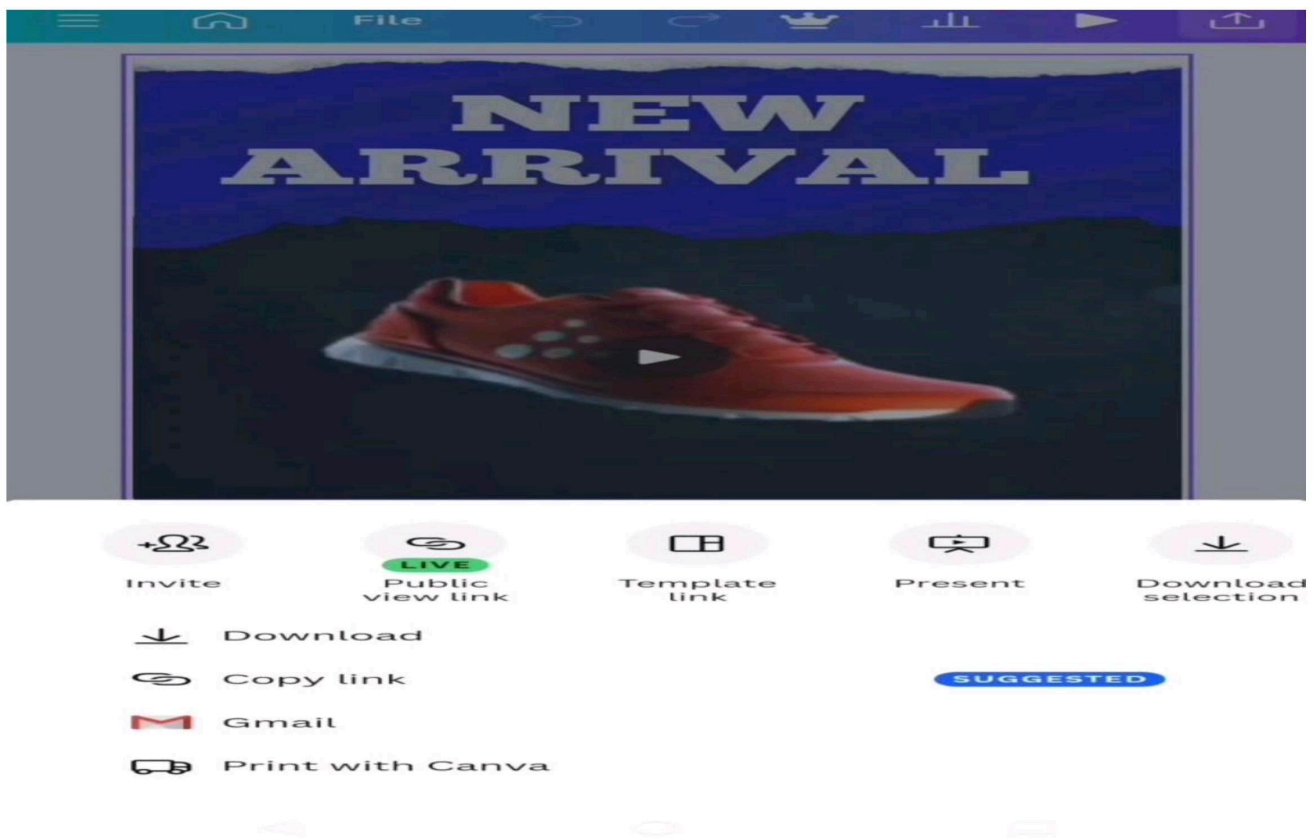 File
NEW
ARRIVAL
LIVE
Invite
Public
view link
Template
link
Present
Download
selection
Download
Copy link
SUGGESTED
Gmail
Print with Canva